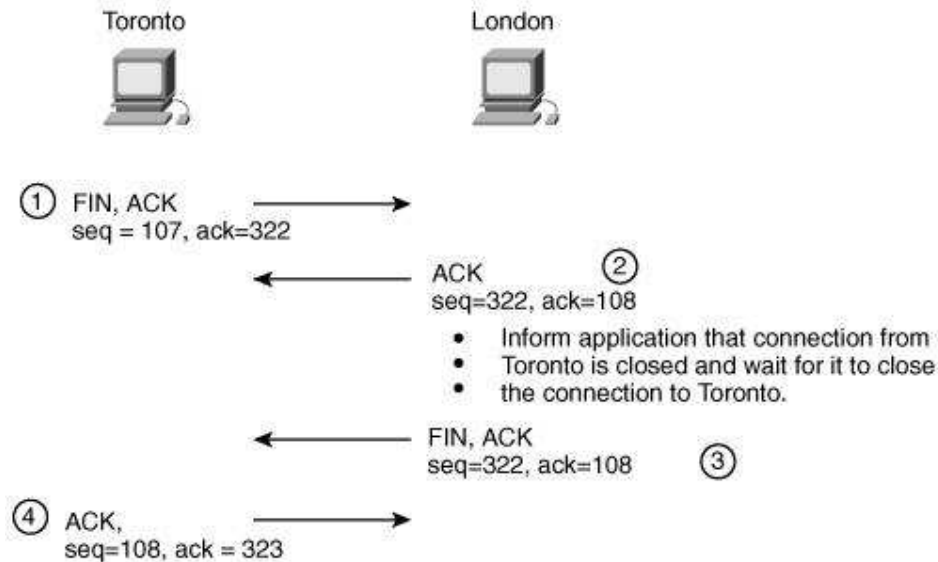 Toronto
London
1 FIN, ACK
seq = 107, ack=322
ACK 2
seq=322, ack=108
• Inform application that connection from
• Toronto is closed and wait for it to close
• the connection to Toronto.
FIN, ACK
seq=322, ack=108 3
4 ACK,
seq=108, ack = 323